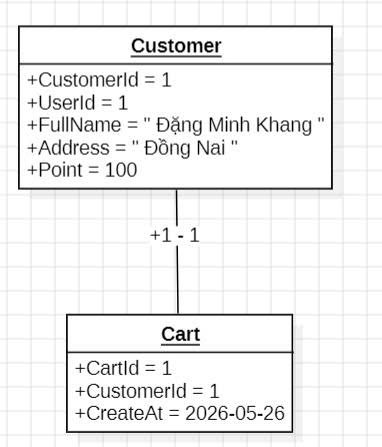 Customer
+CustomerId = 1
+UserId = 1
+FullName = " Đặng Minh Khang "
+Address = " Đồng Nai "
+Point = 100
+1 - 1
Cart
+CartId = 1
+CustomerId = 1
+CreateAt = 2026-05-26